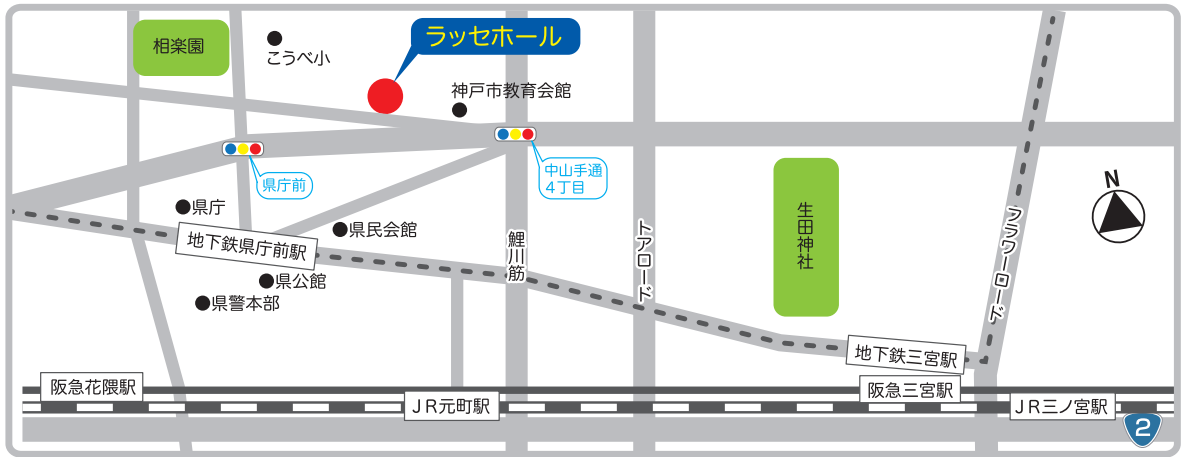 ラッセホール
相楽園
こうべ小
神戸市教育会館
中山手通
4丁目
県庁前
N
県庁
県民会館
地下鉄県庁前駅
鯉川筋
トアロード
生田神社
フラワーロード
県公館
県警本部
地下鉄三宮駅
阪急花隈駅
阪急三宮駅
JR元町駅
JR三ノ宮駅
2